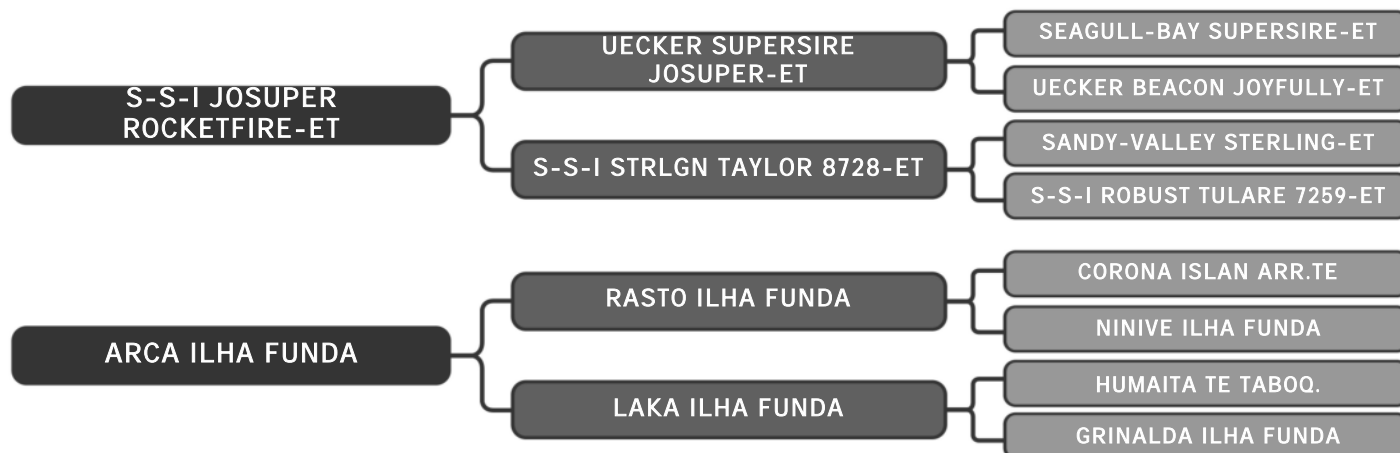 S-S-I JOSUPER
ROCKETFIRE-ET
UECKER SUPERSIRE
JOSUPER-ET
SEAGULL-BAY SUPERSIRE-ET
UECKER BEACON JOYFULLY-ET
S-S-I STRLGN TAYLOR 8728-ET
SANDY-VALLEY STERLING-ET
S-S-I ROBUST TULARE 7259-ET
ARCA ILHA FUNDA
RASTO ILHA FUNDA
CORONA ISLAN ARR.TE
NINIVE ILHA FUNDA
LAKA ILHA FUNDA
HUMAITA TE TABOQ.
GRINALDA ILHA FUNDA